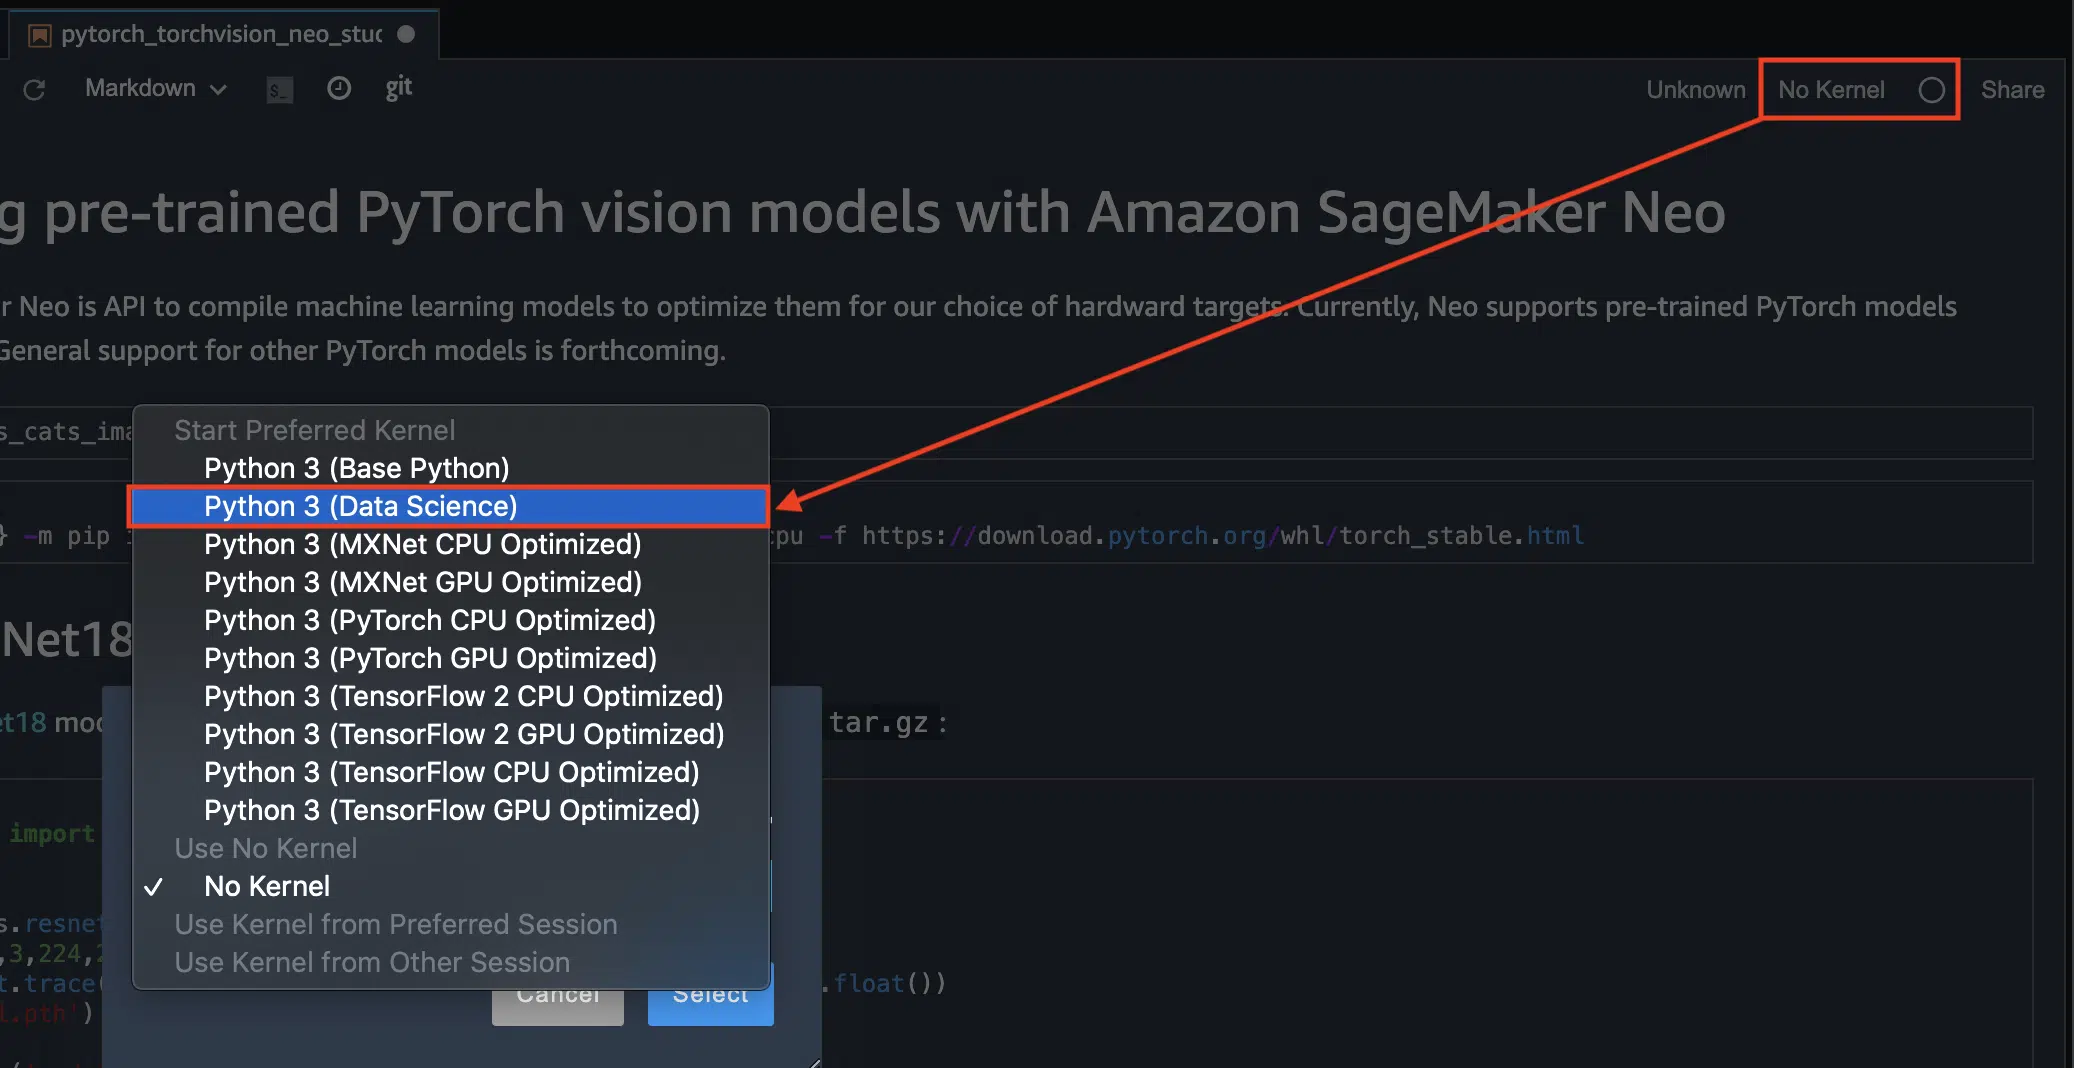 pytorch_torchvision_neo_stu
Markdown
$_
git
Unknown
No Kernel
Share
g pre-trained PyTorch vision models with Amazon SageMaker Neo
r Neo is API to compile machine learning models to optimize them for our choice of hardward targets. Currently, Neo supports pre-trained PyTorch models
General support for other PyTorch models is forthcoming.
s_cats_ima
} -m pip i
cpu -f https://download.pytorch.org/whl/torch_stable.html
Net18
et18 mod
tar.gz :
import
s.resnet
,3,224,2
t.trace(
.float())
l.pth')
Start Preferred Kernel
Python 3 (Base Python)
Python 3 (Data Science)
Python 3 (MXNet CPU Optimized)
Python 3 (MXNet GPU Optimized)
Python 3 (PyTorch CPU Optimized)
Python 3 (PyTorch GPU Optimized)
Python 3 (TensorFlow 2 CPU Optimized)
Python 3 (TensorFlow 2 GPU Optimized)
Python 3 (TensorFlow CPU Optimized)
Python 3 (TensorFlow GPU Optimized)
Use No Kernel
✓ No Kernel
Use Kernel from Preferred Session
Use Kernel from Other Session
Cancel
Select